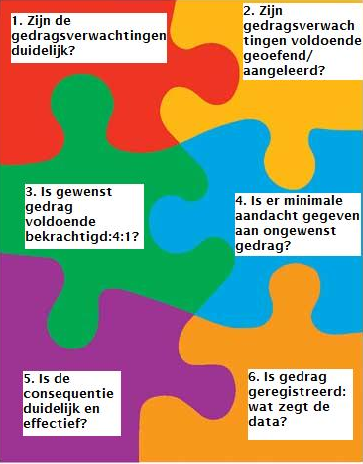 1. Zijn de
gedragsverwachtingen
duidelijk?
2. Zijn
gedragsverwach
tingen voldoende
geoefend/
aangeleerd?
3. Is gewenst
gedrag
voldoende
bekrachtigd:4:1?
4. Is er minimale
aandacht gegeven
aan ongewenst
gedrag?
5. Is de
consequentie
duidelijk en
effectief?
6. Is gedrag
geregistreerd:
wat zegt de
data?